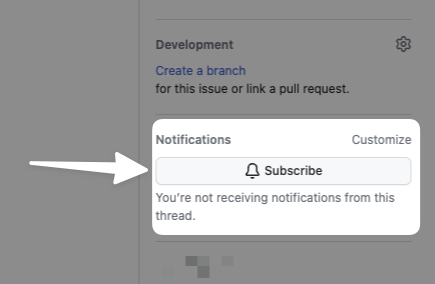 Development
Create a branch
for this issue or link a pull request.
Notifications Customize
Subscribe
You're not receiving notifications from this
thread.